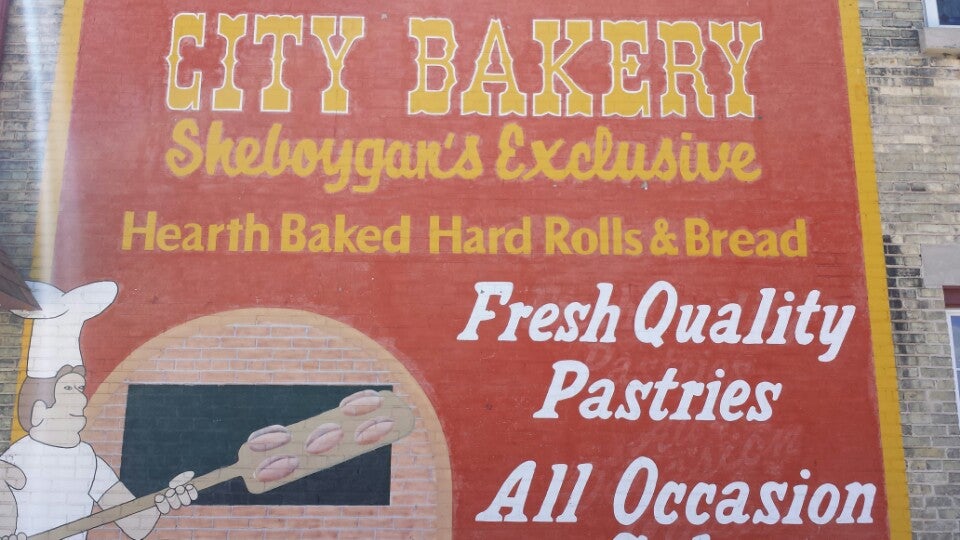 CITY BAKERY
Sheboygan's Exclusive
Hearth Baked Hard Rolls & Bread
Fresh Quality
Pastries
All Occasion